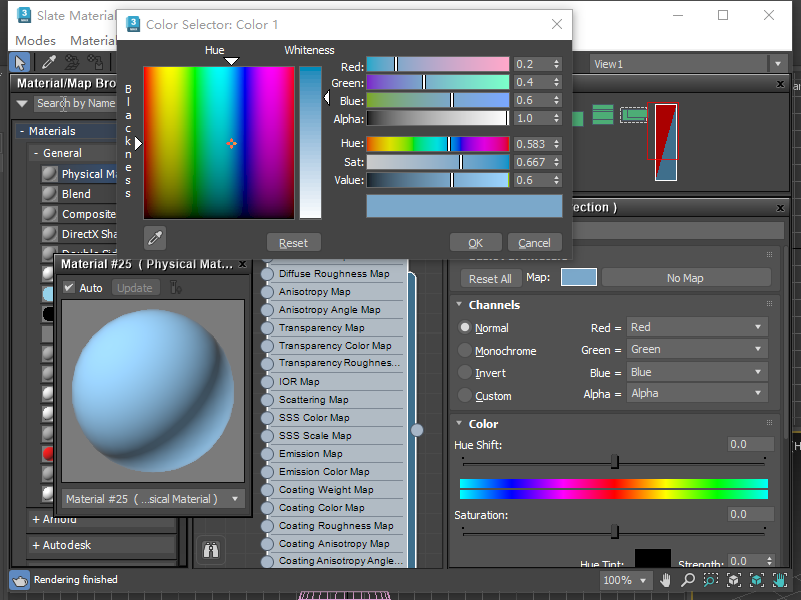 Slate Material
Color Selector: Color 1
Modes
Material
Hue
Whiteness
Blackness
Red: 0.2
Green: 0.4
Blue: 0.6
Alpha: 1.0
Hue: 0.583
Sat: 0.667
Value: 0.6
Reset
OK
Cancel
View1
Material/Map Bro
Search by Name
- Materials
- General
Physical Ma
Blend
Composite
DirectX Sha
+ Arnold
+ Autodesk
Material #25 ( Physical Mat...
Auto
Update
Material #25 ( ...sical Material )
Diffuse Roughness Map
Anisotropy Map
Anisotropy Angle Map
Transparency Map
Transparency Color Map
Transparency Roughnes...
IOR Map
Scattering Map
SSS Color Map
SSS Scale Map
Emission Map
Emission Color Map
Coating Weight Map
Coating Color Map
Coating Roughness Map
Coating Anisotropy Map
Coating Anisotropy Angle...
ection )
Reset All
Map:
No Map
Channels
Normal
Monochrome
Invert
Custom
Red = Red
Green = Green
Blue = Blue
Alpha = Alpha
Color
Hue Shift: 0.0
Saturation: 0.0
Hue Tint:
Strength: 0.0
Rendering finished
100%